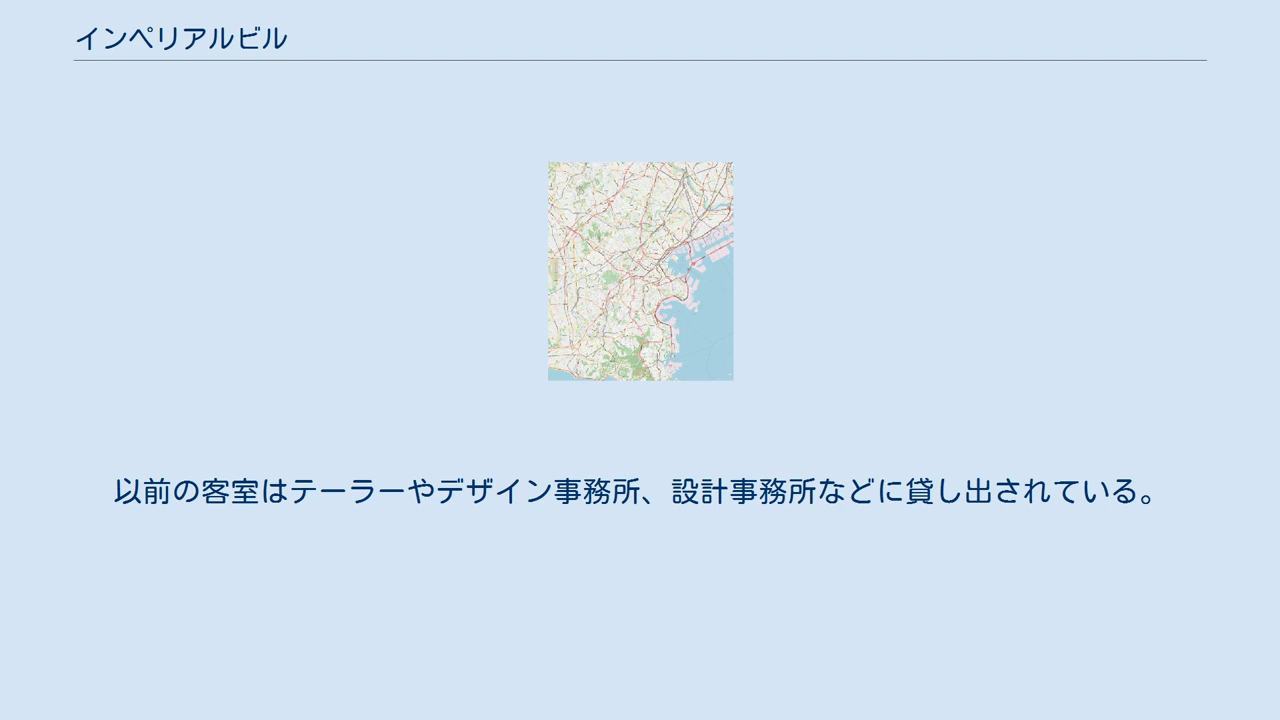 インペリアルビル
以前の客室はテーラーやデザイン事務所、設計事務所などに貸し出されている。